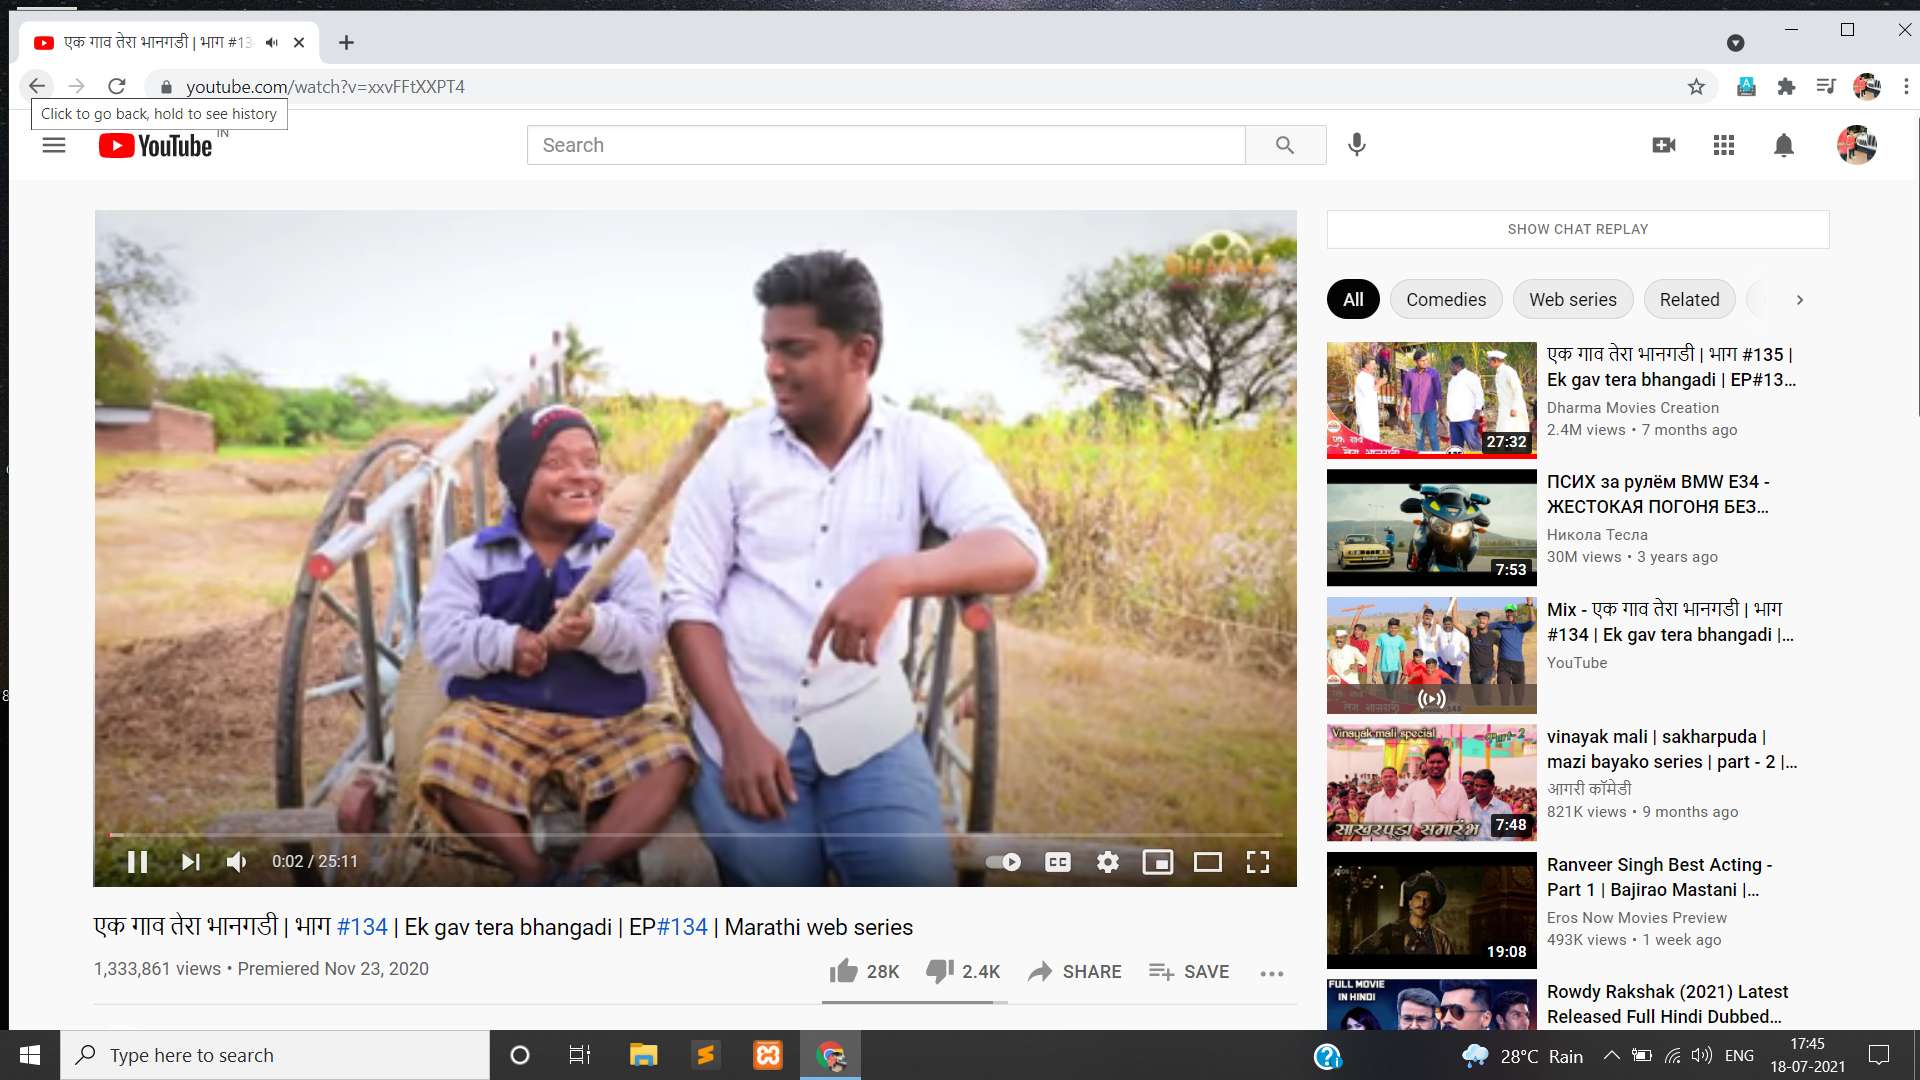 एक गाव तेरा भानगडी | भाग #13
youtube.com/watch?v=xxvFFtXXPT4
Click to go back, hold to see history
YouTube IN
Search
SHOW CHAT REPLAY
All Comedies Web series Related
0:02 / 25:11
एक गाव तेरा भानगडी | भाग #134 | Ek gav tera bhangadi | EP#134 | Marathi web series
1,333,861 views • Premiered Nov 23, 2020
28K 2.4K SHARE SAVE
27:32
एक गाव तेरा भानगडी | भाग #135 |
Ek gav tera bhangadi | EP#13...
Dharma Movies Creation
2.4M views • 7 months ago
7:53
ПСИХ за рулём BMW E34 -
ЖЕСТОКАЯ ПОГОНЯ БЕЗ...
Никола Тесла
30M views • 3 years ago
Mix - एक गाव तेरा भानगडी | भाग
#134 | Ek gav tera bhangadi |...
YouTube
Vinayak mali special
part-2
साखरपुडा समारंभ
7:48
vinayak mali | sakharpuda |
mazi bayako series | part - 2 |...
आगरी कॉमेडी
821K views • 9 months ago
19:08
Ranveer Singh Best Acting -
Part 1 | Bajirao Mastani |...
Eros Now Movies Preview
493K views • 1 week ago
FULL MOVIE
IN HINDI
Rowdy Rakshak (2021) Latest
Released Full Hindi Dubbed...
Type here to search
28°C Rain
ENG
17:45
18-07-2021